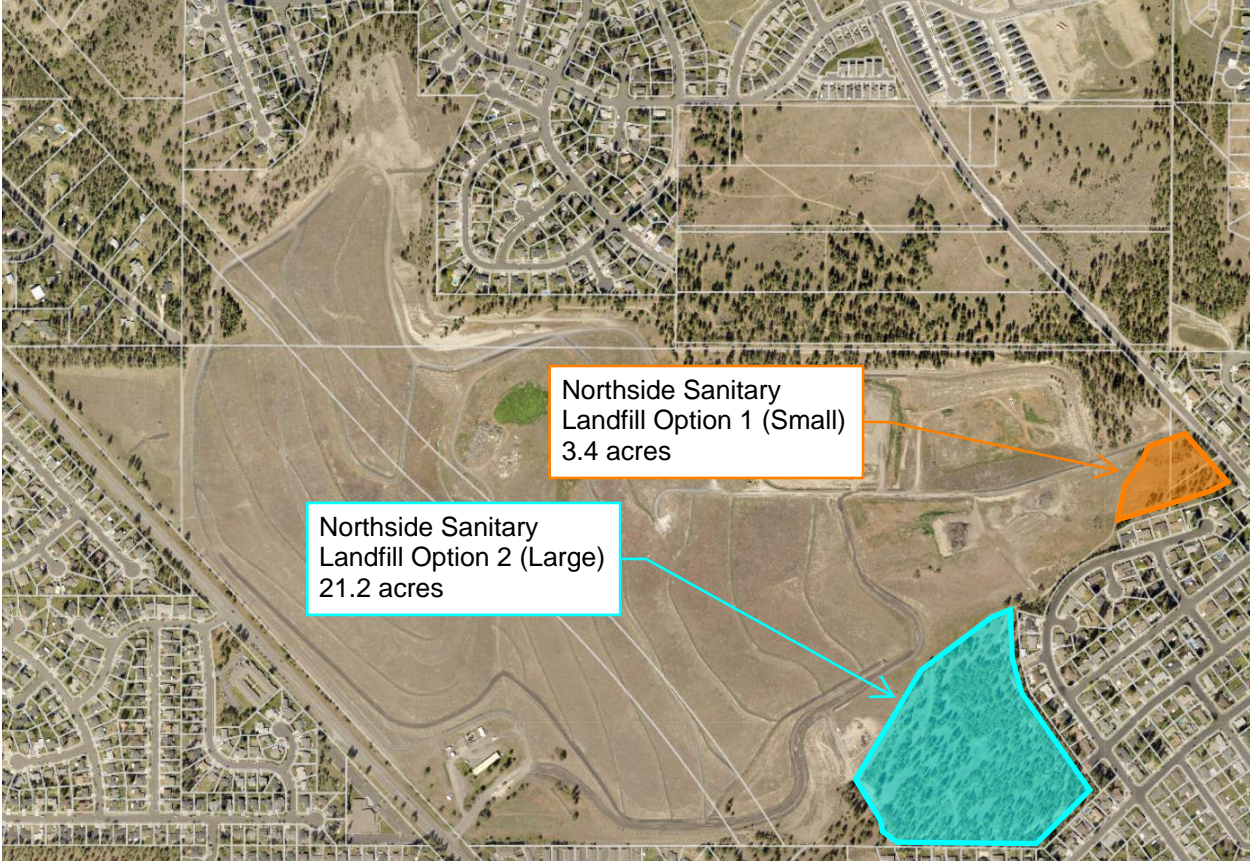 Northside Sanitary
Landfill Option 1 (Small)
3.4 acres
Northside Sanitary
Landfill Option 2 (Large)
21.2 acres